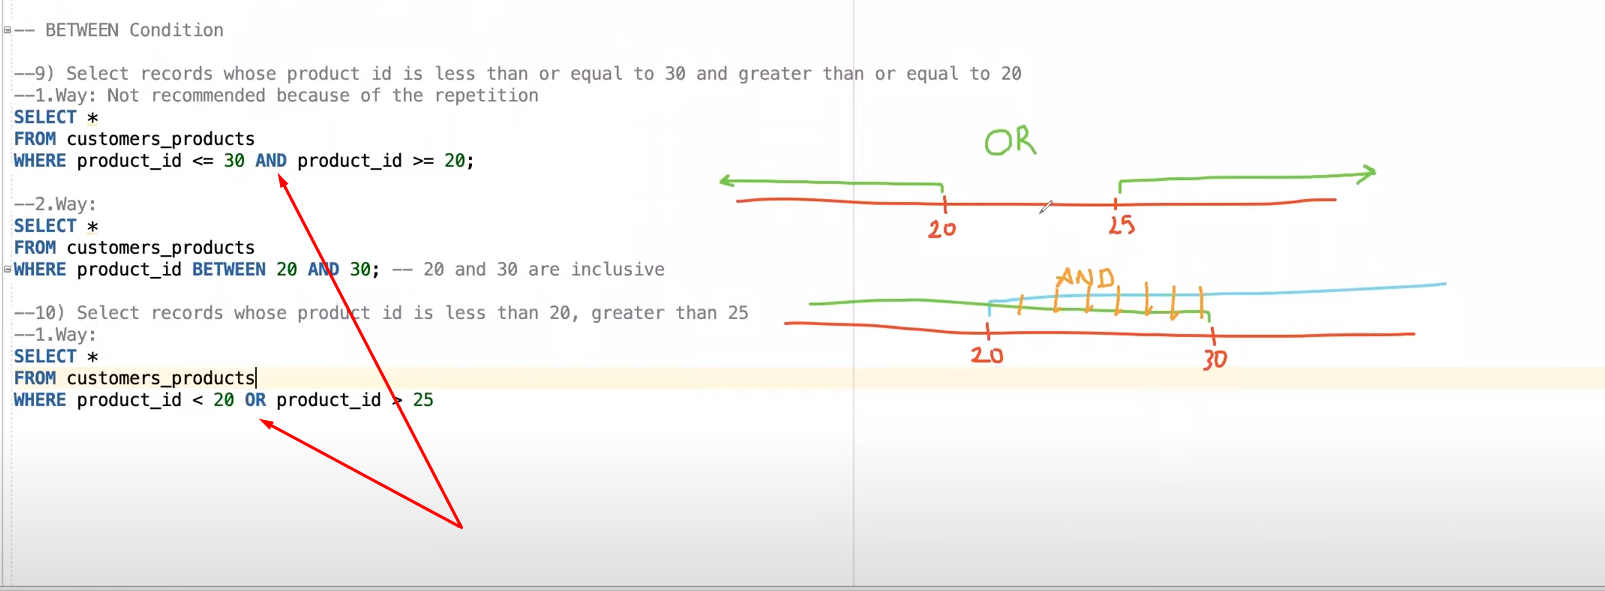 -- BETWEEN Condition
--9) Select records whose product id is less than or equal to 30 and greater than or equal to 20
--1.Way: Not recommended because of the repetition
SELECT *
FROM customers_products
WHERE product_id <= 30 AND product_id >= 20;
--2.Way:
SELECT *
FROM customers_products
WHERE product_id BETWEEN 20 AND 30; -- 20 and 30 are inclusive
--10) Select records whose product id is less than 20, greater than 25
--1.Way:
SELECT *
FROM customers_products
WHERE product_id < 20 OR product_id > 25
OR
20 25
AND
20 30